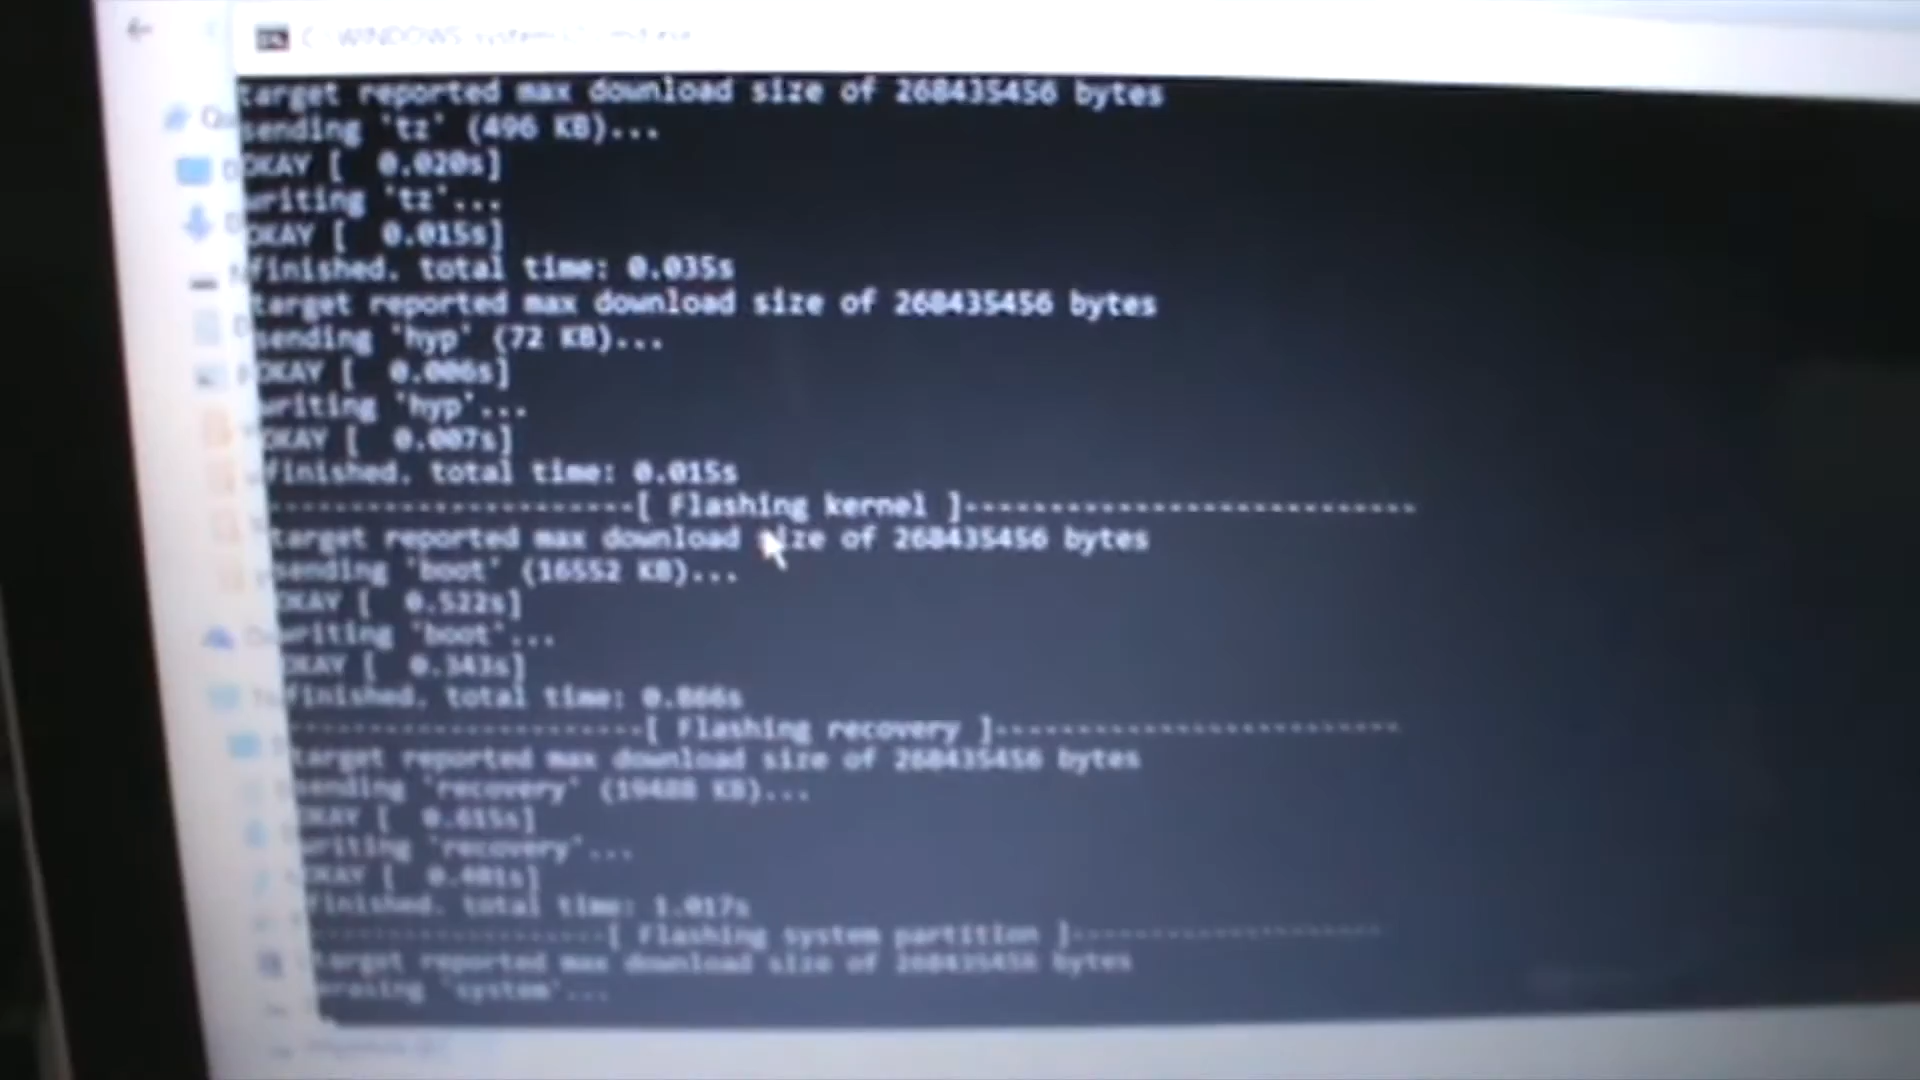 C:\WINDOWS\system32\cmd.exe
target reported max download size of 268435456 bytes
sending 'tz' (496 KB)...
OKAY [  0.020s]
writing 'tz'...
OKAY [  0.015s]
finished. total time: 0.035s
target reported max download size of 268435456 bytes
sending 'hyp' (72 KB)...
OKAY [  0.006s]
writing 'hyp'...
OKAY [  0.007s]
finished. total time: 0.015s
----------------------[ Flashing kernel ]----------------------------
target reported max download size of 268435456 bytes
sending 'boot' (16552 KB)...
OKAY [  0.522s]
writing 'boot'...
OKAY [  0.343s]
finished. total time: 0.866s
----------------------[ Flashing recovery ]--------------------------
target reported max download size of 268435456 bytes
sending 'recovery' (19488 KB)...
OKAY [  0.615s]
writing 'recovery'...
OKAY [  0.401s]
finished. total time: 1.017s
-------------------[ Flashing system partition ]---------------------
target reported max download size of 268435456 bytes
erasing 'system'...